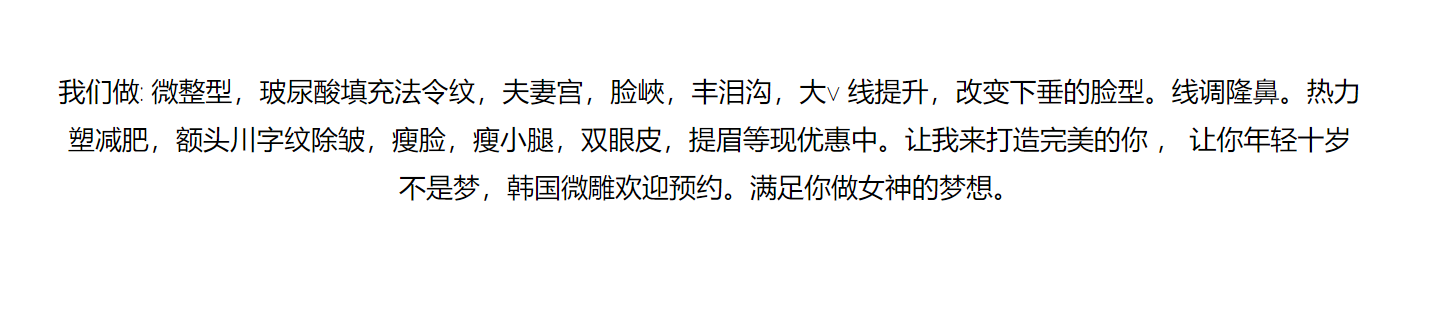 我们做: 微整型，玻尿酸填充法令纹，夫妻宫，脸峽，丰泪沟，大V 线提升，改变下垂的脸型。线调隆鼻。热力
塑减肥，额头川字纹除皱，瘦脸，瘦小腿，双眼皮，提眉等现优惠中。让我来打造完美的你 ， 让你年轻十岁
不是梦，韩国微雕欢迎预约。满足你做女神的梦想。